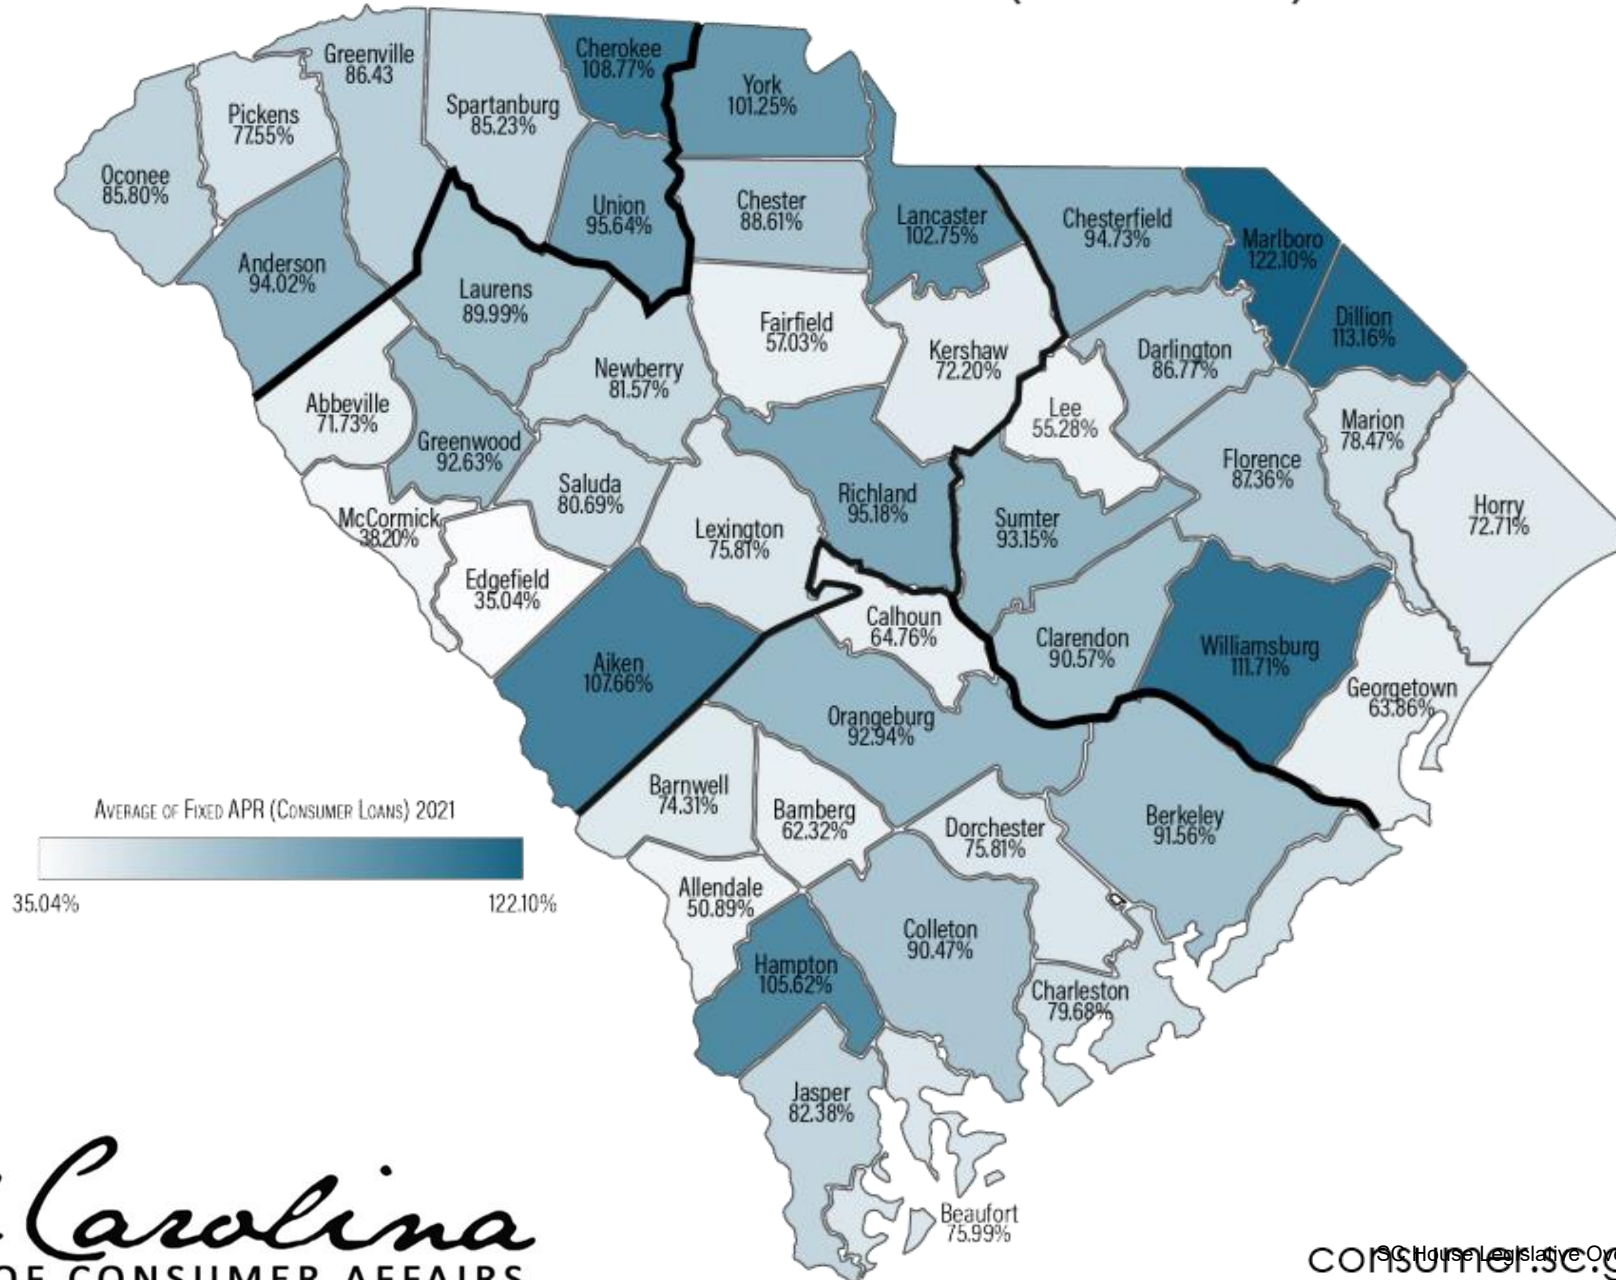 Greenville
86.43
Cherokee
108.77%
York
101.25%
Pickens
77.55%
Spartanburg
85.23%
Oconee
85.80%
Union
95.64%
Chester
88.61%
Lancaster
102.75%
Chesterfield
94.73%
Marlboro
122.10%
Anderson
94.02%
Laurens
89.99%
Fairfield
57.03%
Kershaw
72.20%
Darlington
86.77%
Dillion
113.16%
Newberry
81.57%
Abbeville
71.73%
Lee
55.28%
Marion
78.47%
Greenwood
92.63%
Saluda
80.69%
Richland
95.18%
Florence
87.36%
Horry
72.71%
McCormick
38.20%
Lexington
75.81%
Sumter
93.15%
Edgefield
35.04%
Calhoun
64.76%
Clarendon
90.57%
Williamsburg
111.71%
Aiken
107.66%
Georgetown
63.86%
Orangeburg
92.94%
Barnwell
74.31%
Bamberg
62.32%
Dorchester
75.81%
Berkeley
91.56%
Average of Fixed APR (Consumer Loans) 2021
35.04% 122.10%
Allendale
50.89%
Colleton
90.47%
Hampton
105.62%
Charleston
79.68%
Jasper
82.38%
Beaufort
75.99%
Carolina
OF CONSUMER AFFAIRS
consumer.sc.g
SC House Legislative Ove